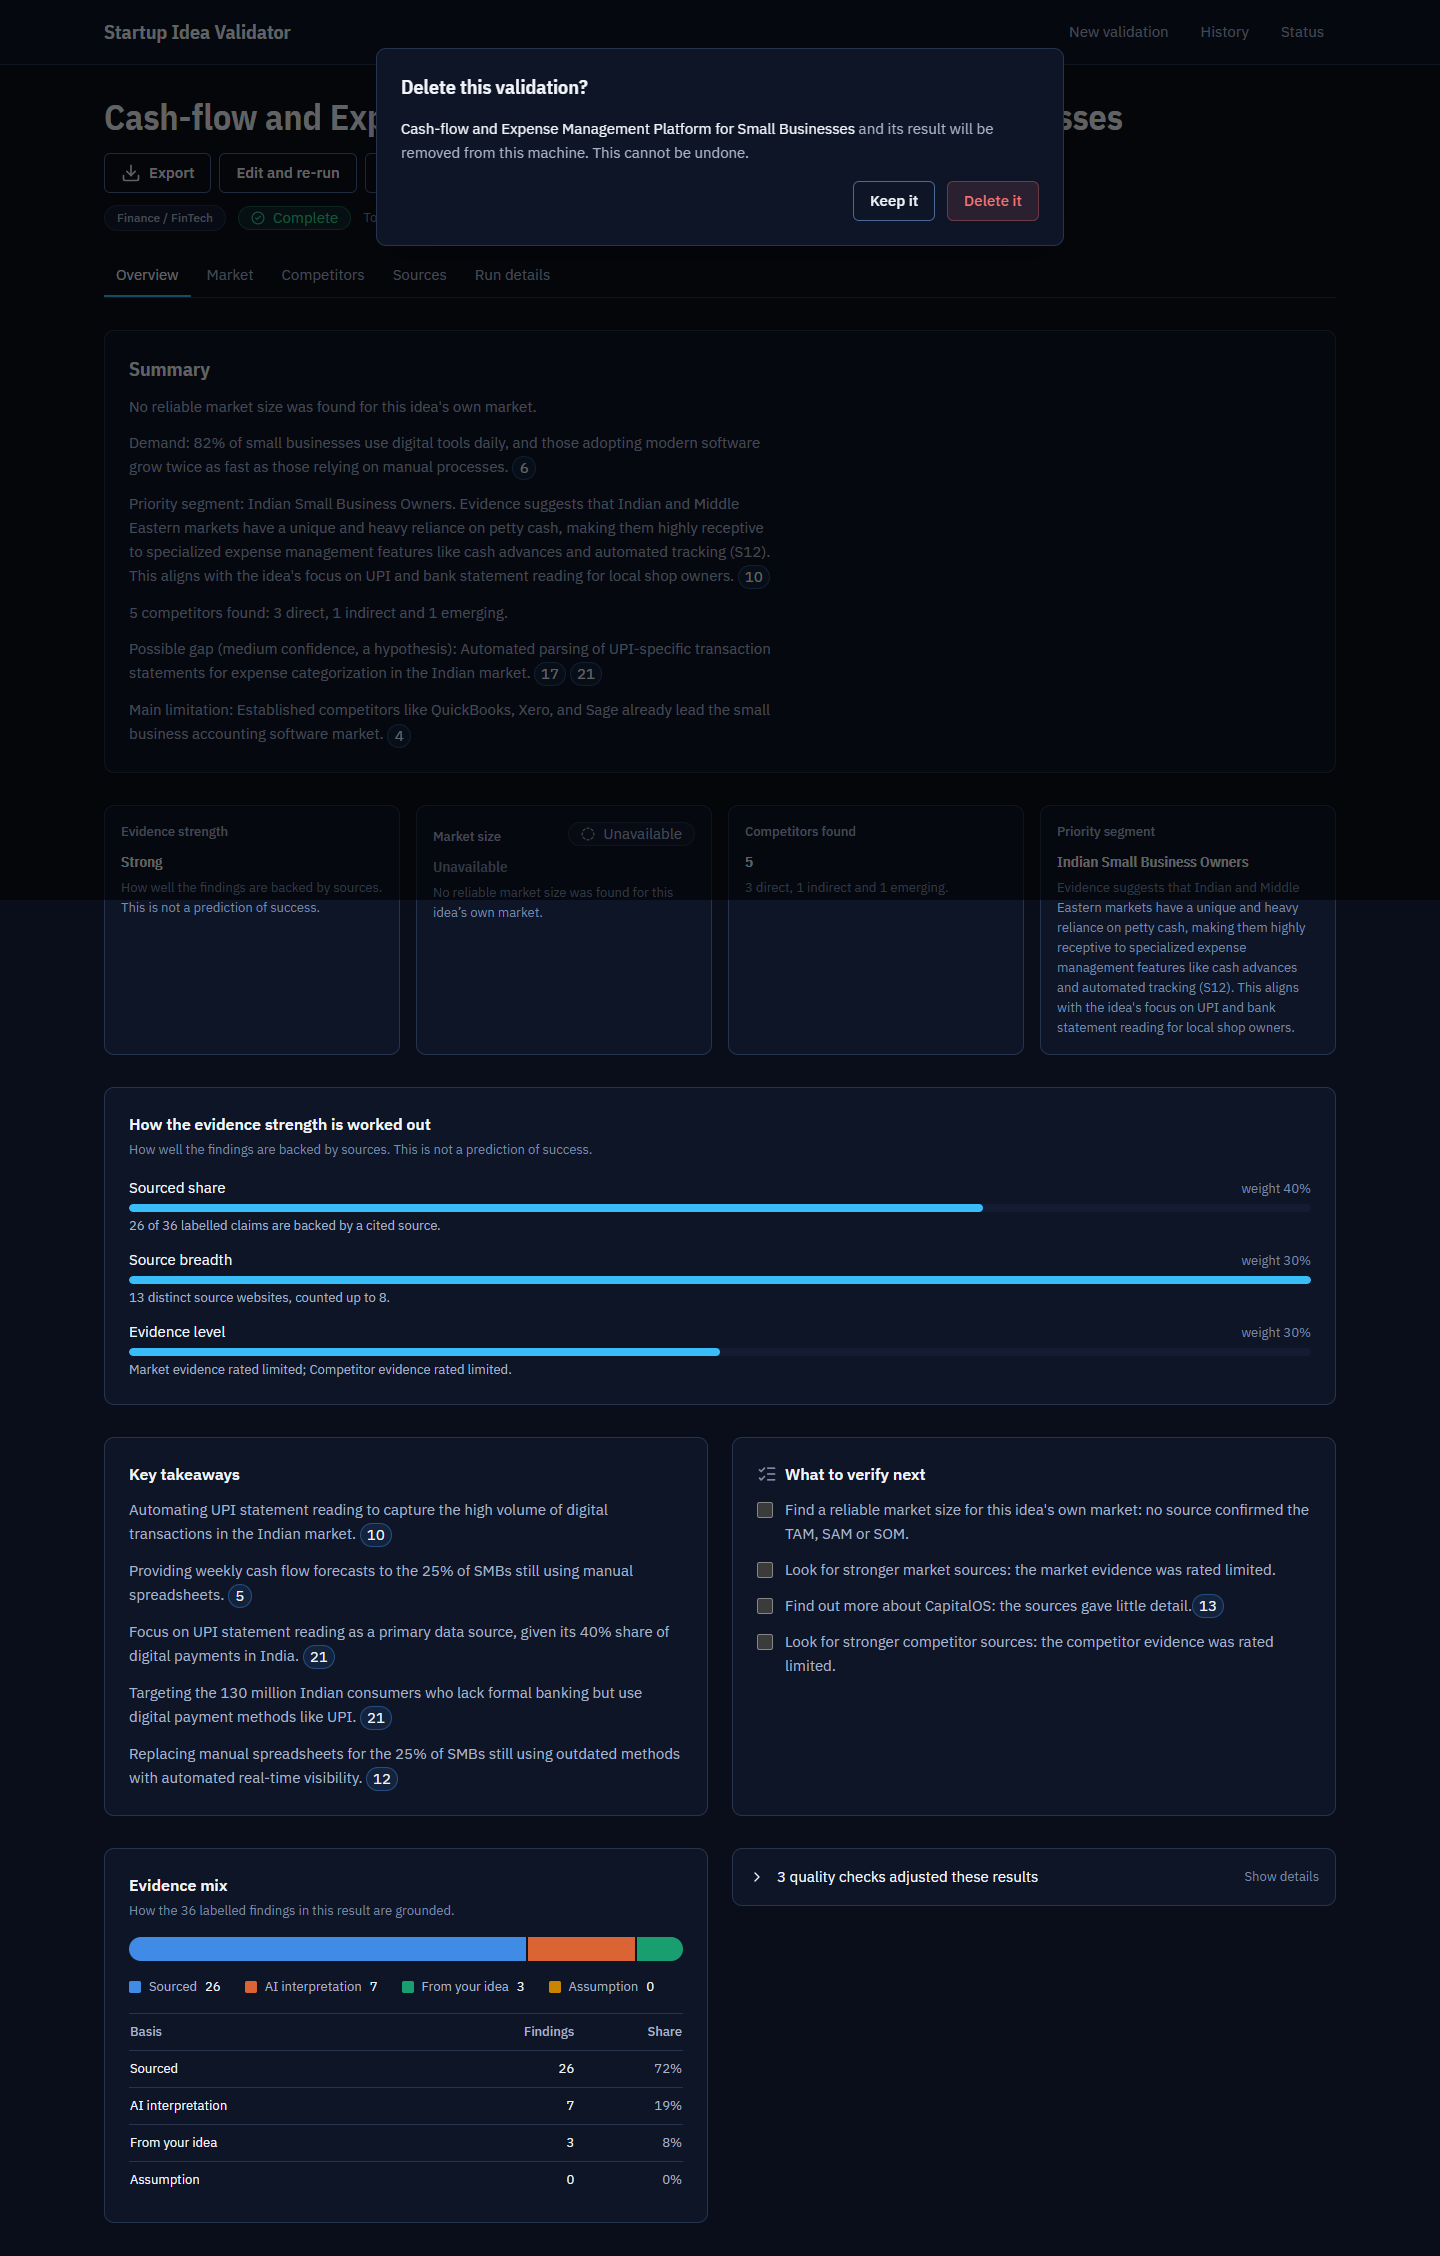 Startup Idea Validator
New validation
History
Status
Delete this validation?
Cash-flow and Expense Management Platform for Small Businesses and its result will be
removed from this machine. This cannot be undone.
Keep it
Delete it
Cash-flow and Exp
sses
Export
Edit and re-run
Finance / FinTech
Complete
To
Overview
Market
Competitors
Sources
Run details
Summary
No reliable market size was found for this idea's own market.
Demand: 82% of small businesses use digital tools daily, and those adopting modern software
grow twice as fast as those relying on manual processes. 6
Priority segment: Indian Small Business Owners. Evidence suggests that Indian and Middle
Eastern markets have a unique and heavy reliance on petty cash, making them highly receptive
to specialized expense management features like cash advances and automated tracking (S12).
This aligns with the idea's focus on UPI and bank statement reading for local shop owners. 10
5 competitors found: 3 direct, 1 indirect and 1 emerging.
Possible gap (medium confidence, a hypothesis): Automated parsing of UPI-specific transaction
statements for expense categorization in the Indian market. 17 21
Main limitation: Established competitors like QuickBooks, Xero, and Sage already lead the small
business accounting software market. 4
Evidence strength
Strong
How well the findings are backed by sources.
This is not a prediction of success.
Market size
Unavailable
Unavailable
No reliable market size was found for this
idea's own market.
Competitors found
5
3 direct, 1 indirect and 1 emerging.
Priority segment
Indian Small Business Owners
Evidence suggests that Indian and Middle
Eastern markets have a unique and heavy
reliance on petty cash, making them highly
receptive to specialized expense
management features like cash advances
and automated tracking (S12). This aligns
with the idea's focus on UPI and bank
statement reading for local shop owners.
How the evidence strength is worked out
How well the findings are backed by sources. This is not a prediction of success.
Sourced share
weight 40%
26 of 36 labelled claims are backed by a cited source.
Source breadth
weight 30%
13 distinct source websites, counted up to 8.
Evidence level
weight 30%
Market evidence rated limited; Competitor evidence rated limited.
Key takeaways
Automating UPI statement reading to capture the high volume of digital
transactions in the Indian market. 10
Providing weekly cash flow forecasts to the 25% of SMBs still using manual
spreadsheets. 5
Focus on UPI statement reading as a primary data source, given its 40% share of
digital payments in India. 21
Targeting the 130 million Indian consumers who lack formal banking but use
digital payment methods like UPI. 21
Replacing manual spreadsheets for the 25% of SMBs still using outdated methods
with automated real-time visibility. 12
What to verify next
Find a reliable market size for this idea's own market: no source confirmed the
TAM, SAM or SOM.
Look for stronger market sources: the market evidence was rated limited.
Find out more about CapitalOS: the sources gave little detail. 13
Look for stronger competitor sources: the competitor evidence was rated
limited.
Evidence mix
How the 36 labelled findings in this result are grounded.
Sourced 26
AI interpretation 7
From your idea 3
Assumption 0
Basis Findings Share
Sourced 26 72%
AI interpretation 7 19%
From your idea 3 8%
Assumption 0 0%
3 quality checks adjusted these results
Show details